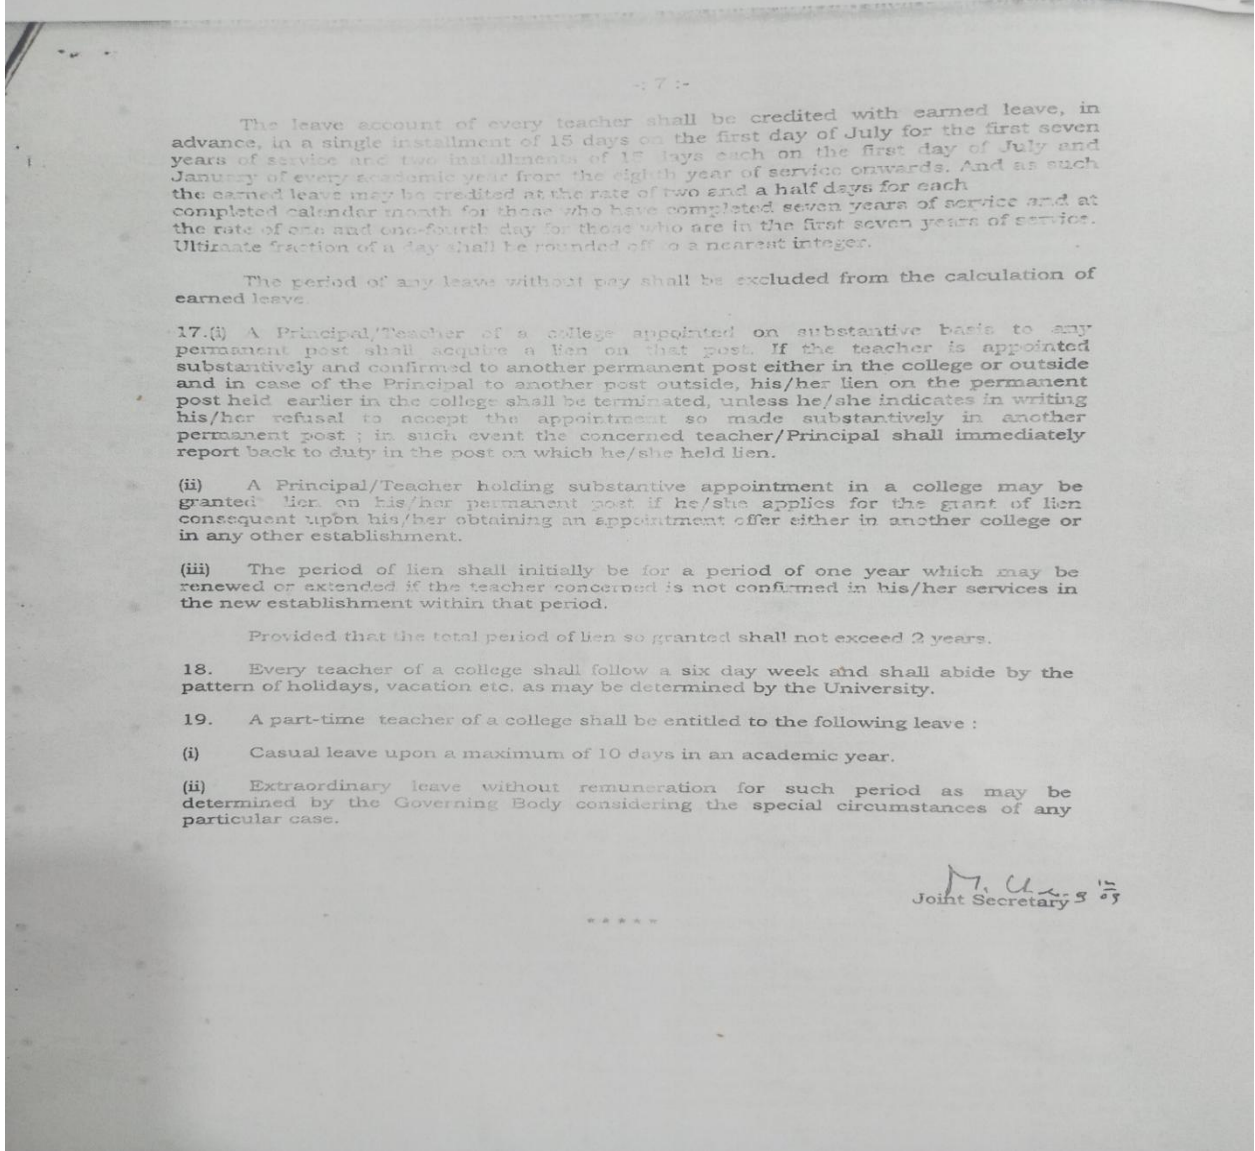 -: 7 :-
The leave account of every teacher shall be credited with earned leave, in
advance, in a single installment of 15 days on the first day of July for the first seven
years of service and two installments of 15 days each on the first day of July and
January of every academic year from the eighth year of service onwards. And as such
the earned leave may be credited at the rate of two and a half days for each
completed calendar month for those who have completed seven years of service and at
the rate of one and one-fourth day for those who are in the first seven years of service.
Ultimate fraction of a day shall be rounded off to a nearest integer.
The period of any leave without pay shall be excluded from the calculation of
earned leave.
17.(i) A Principal/Teacher of a college appointed on substantive basis to any
permanent post shall acquire a lien on that post. If the teacher is appointed
substantively and confirmed to another permanent post either in the college or outside
and in case of the Principal to another post outside, his/her lien on the permanent
post held earlier in the college shall be terminated, unless he/she indicates in writing
his/her refusal to accept the appointment so made substantively in another
permanent post ; in such event the concerned teacher/Principal shall immediately
report back to duty in the post on which he/she held lien.
(ii) A Principal/Teacher holding substantive appointment in a college may be
granted lien on his/her permanent post if he/she applies for the grant of lien
consequent upon his/her obtaining an appointment offer either in another college or
in any other establishment.
(iii) The period of lien shall initially be for a period of one year which may be
renewed or extended if the teacher concerned is not confirmed in his/her services in
the new establishment within that period.
Provided that the total period of lien so granted shall not exceed 2 years.
18. Every teacher of a college shall follow a six day week and shall abide by the
pattern of holidays, vacation etc. as may be determined by the University.
19. A part-time teacher of a college shall be entitled to the following leave :
(i) Casual leave upon a maximum of 10 days in an academic year.
(ii) Extraordinary leave without remuneration for such period as may be
determined by the Governing Body considering the special circumstances of any
particular case.
Joint Secretary
*****